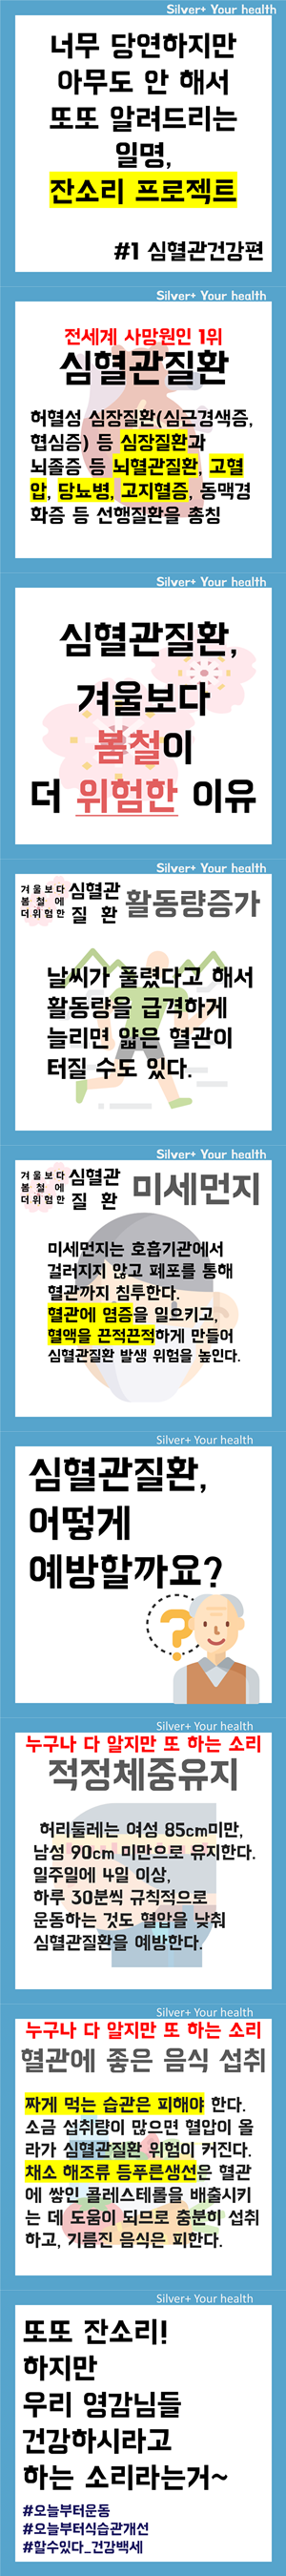 Silver+ Your health
너무 당연하지만
아무도 안 해서
또또 알려드리는
일명,
잔소리 프로젝트
#1 심혈관건강편
Silver+ Your health
전세계 사망원인 1위
심혈관질환
허혈성 심장질환(심근경색증,
협심증) 등 심장질환과
뇌졸중 등 뇌혈관질환, 고혈
압, 당뇨병, 고지혈증, 동맥경
화증 등 선행질환을 총칭
Silver+ Your health
심혈관질환,
겨울보다
봄철이
더 위험한 이유
Silver+ Your health
겨울보다
봄철에
더위험한
심혈관
질 환
활동량증가
날씨가 풀렸다고 해서
활동량을 급격하게
늘리면 얇은 혈관이
터질 수도 있다.
Silver+ Your health
겨울보다
봄철에
더위험한
심혈관
질 환
미세먼지
미세먼지는 호흡기관에서
걸러지지 않고 폐포를 통해
혈관까지 침투한다.
혈관에 염증을 일으키고,
혈액을 끈적끈적하게 만들어
심혈관질환 발생 위험을 높인다.
Silver+ Your health
심혈관질환,
어떻게
예방할까요?
Silver+ Your health
누구나 다 알지만 또 하는 소리
적정체중유지
허리둘레는 여성 85cm미만,
남성 90cm 미만으로 유지한다.
일주일에 4일 이상,
하루 30분씩 규칙적으로
운동하는 것도 혈압을 낮춰
심혈관질환을 예방한다.
Silver+ Your health
누구나 다 알지만 또 하는 소리
혈관에 좋은 음식 섭취
짜게 먹는 습관은 피해야 한다.
소금 섭취량이 많으면 혈압이 올
라가 심혈관질환 위험이 커진다.
채소 해조류 등푸른생선은 혈관
에 쌓인 콜레스테롤을 배출시키
는 데 도움이 되므로 충분히 섭취
하고, 기름진 음식은 피한다.
Silver+ Your health
또또 잔소리!
하지만
우리 영감님들
건강하시라고
하는 소리라는거~
#오늘부터운동
#오늘부터식습관개선
#할수있다_건강백세